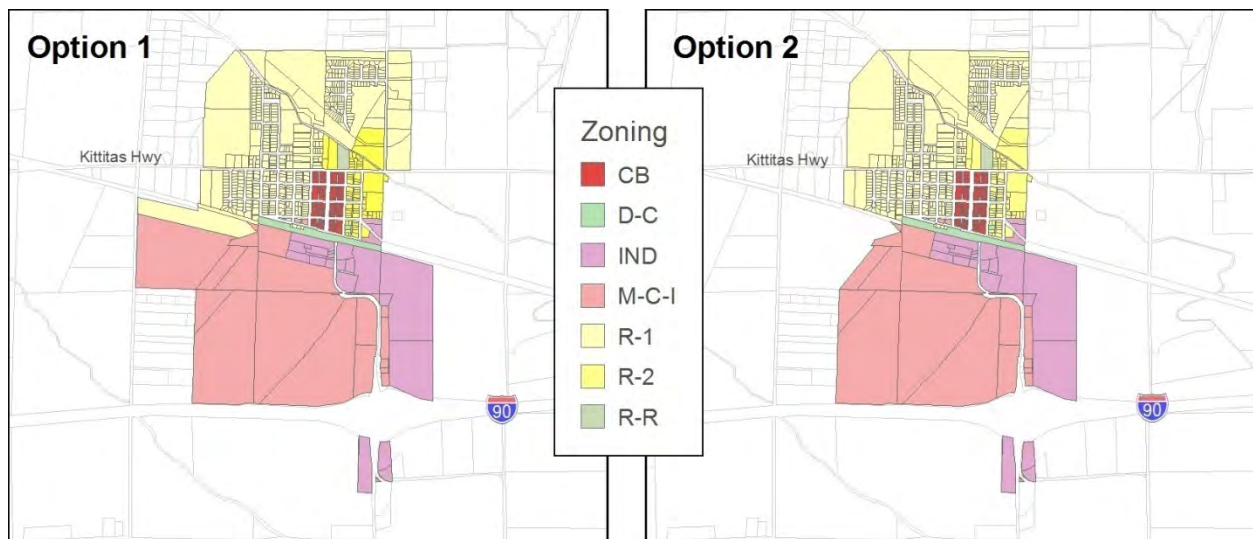 Option 1
Kittitas Hwy
90
Zoning
CB
D-C
IND
M-C-I
R-1
R-2
R-R
Option 2
Kittitas Hwy
90